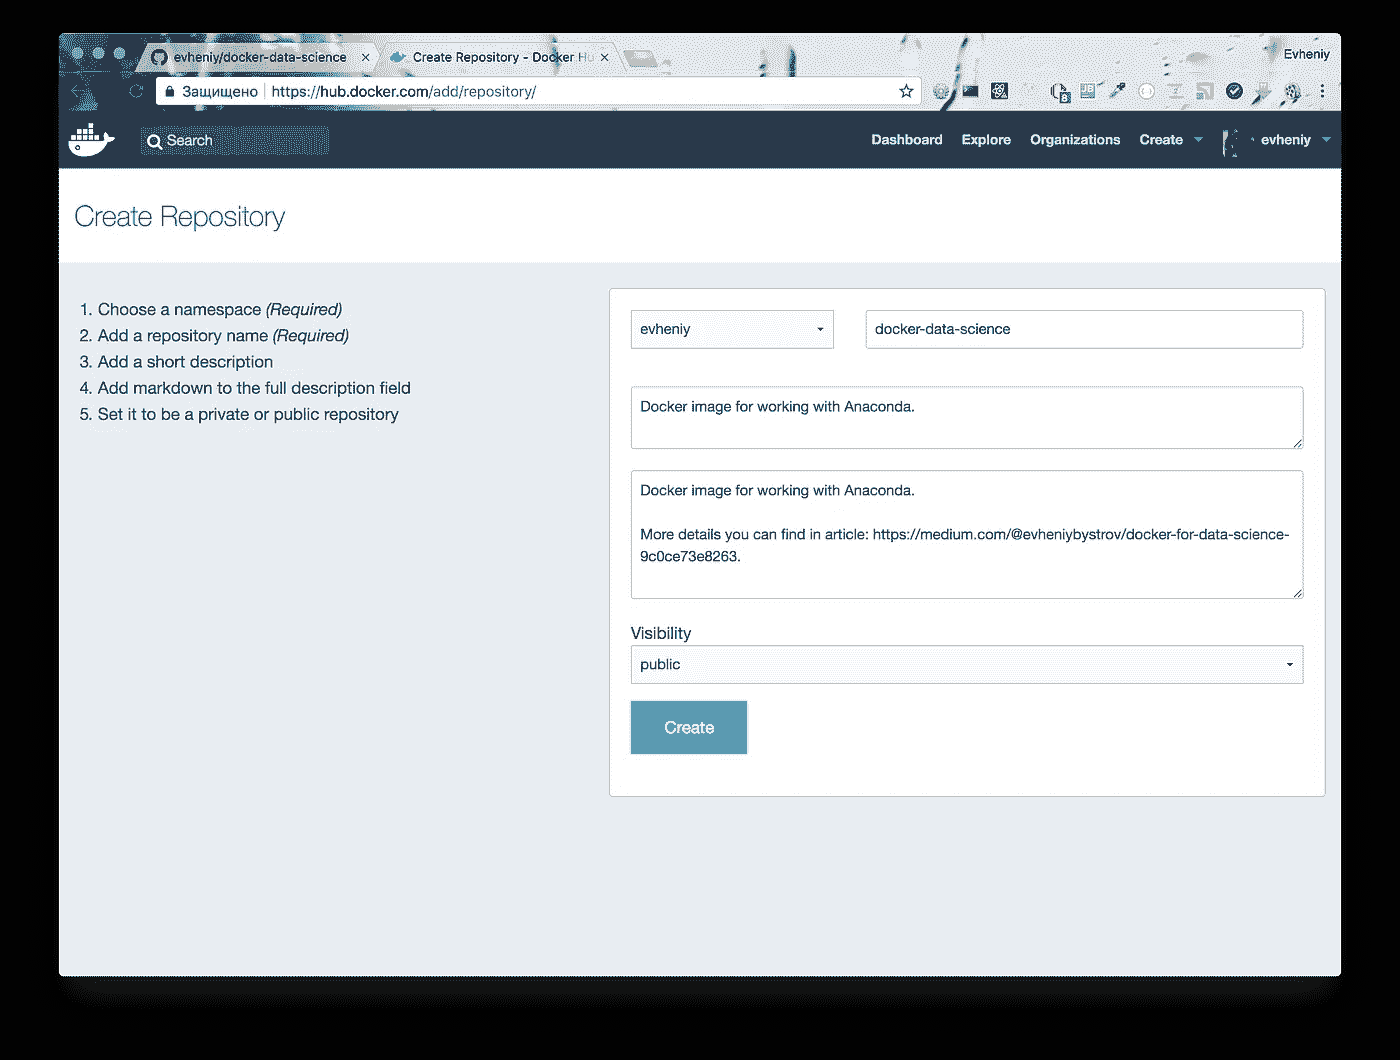 evheniy/docker-data-science
Create Repository - Docker Hu
Evheniy
Защищено
https://hub.docker.com/add/repository/
Search
Dashboard
Explore
Organizations
Create
evheniy
Create Repository
1. Choose a namespace (Required)
2. Add a repository name (Required)
3. Add a short description
4. Add markdown to the full description field
5. Set it to be a private or public repository
evheniy
docker-data-science
Docker image for working with Anaconda.
Docker image for working with Anaconda.
More details you can find in article: https://medium.com/@evheniybystrov/docker-for-data-science-
9c0ce73e8263.
Visibility
public
Create